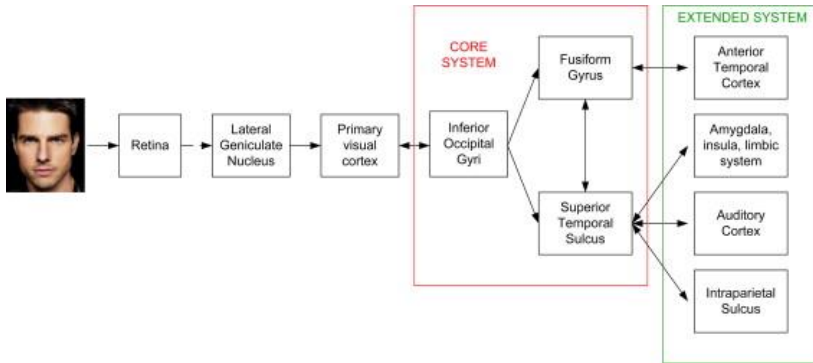 EXTENDED SYSTEM
CORE
SYSTEM
Fusiform
Gyrus
Anterior
Temporal
Cortex
Retina
Lateral
Geniculate
Nucleus
Primary
visual
cortex
Inferior
Occipital
Gyri
Amygdala,
insula, limbic
system
Superior
Temporal
Sulcus
Auditory
Cortex
Intraparietal
Sulcus